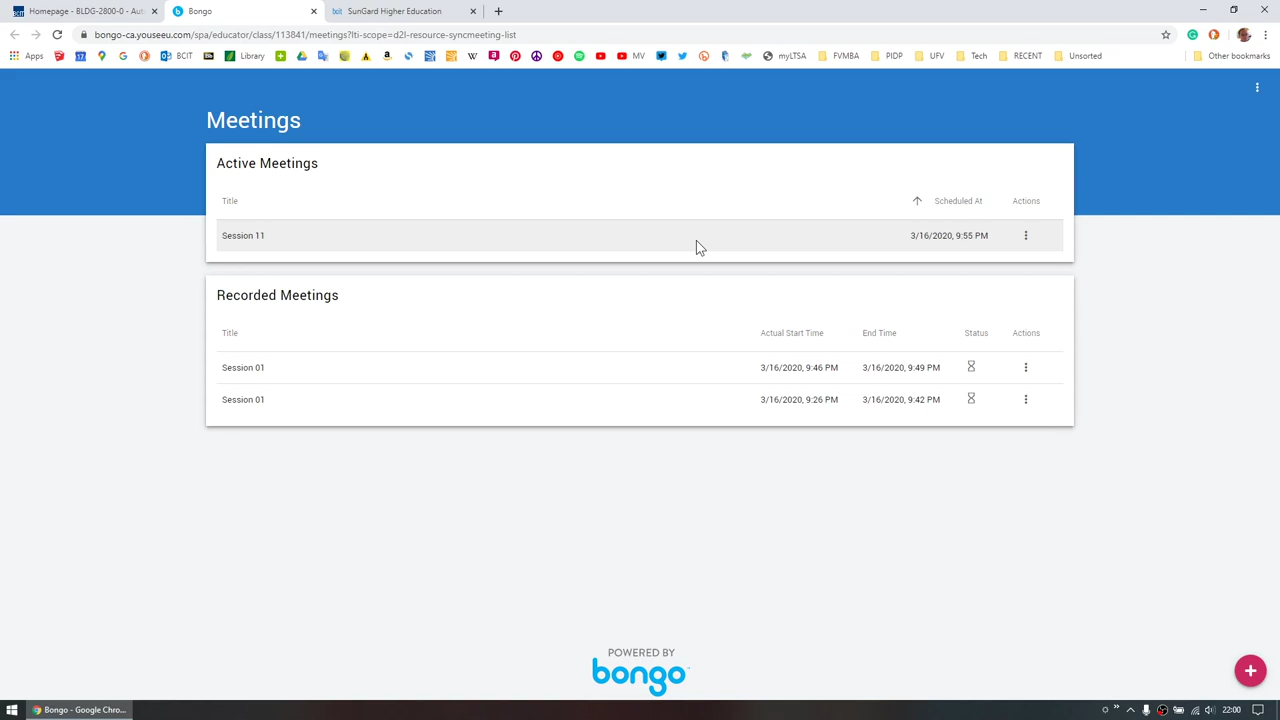 Homepage - BLDG-2800-0 - Aut
Bongo
SunGard Higher Education
bongo-ca.youseeu.com/spa/educator/class/113841/meetings?lti-scope=d2l-resource-syncmeeting-list
Apps
BCIT
Library
MV
myLTSA
FVMBA
PIDP
UFV
Tech
RECENT
Unsorted
Other bookmarks
Meetings
Active Meetings
Title
Scheduled At
Actions
Session 11
3/16/2020, 9:55 PM
Recorded Meetings
Title
Actual Start Time
End Time
Status
Actions
Session 01
3/16/2020, 9:46 PM
3/16/2020, 9:49 PM
Session 01
3/16/2020, 9:26 PM
3/16/2020, 9:42 PM
POWERED BY
bongo
Bongo - Google Chro...
22:00